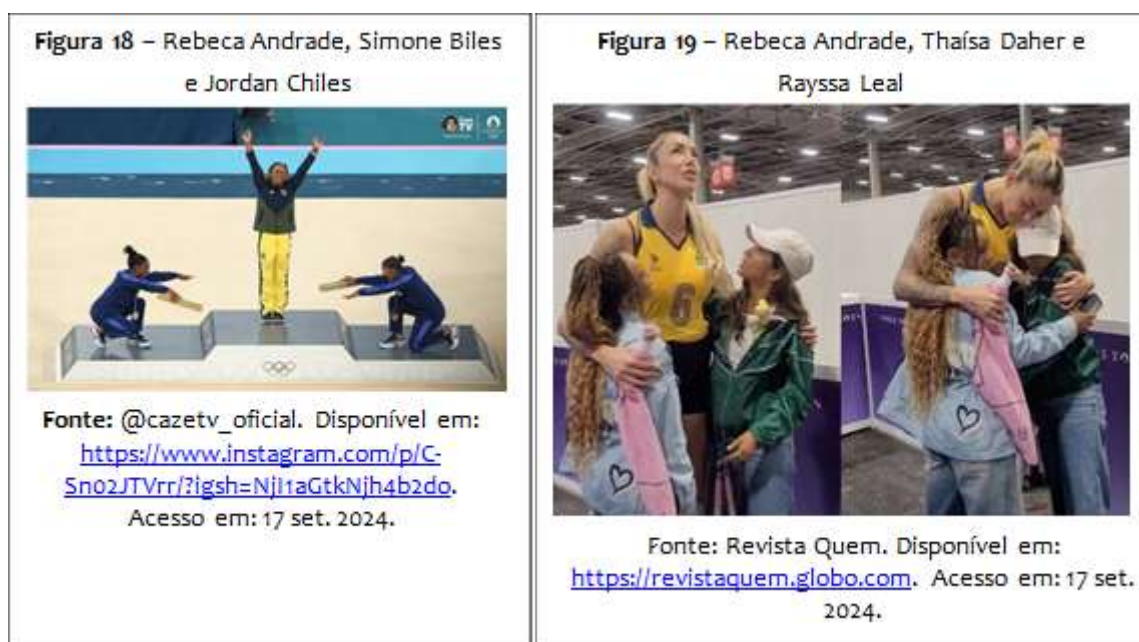 Figura 18 – Rebeca Andrade, Simone Biles
e Jordan Chiles
Fonte: @cazetv_oficial. Disponível em:
https://www.instagram.com/p/C-
Sn02JTVrr/?igsh=NjI1aGtkNjh4b2do.
Acesso em: 17 set. 2024.
Figura 19 – Rebeca Andrade, Thaísa Daher e
Rayssa Leal
6
Fonte: Revista Quem. Disponível em:
https://revistaquem.globo.com. Acesso em: 17 set.
2024.